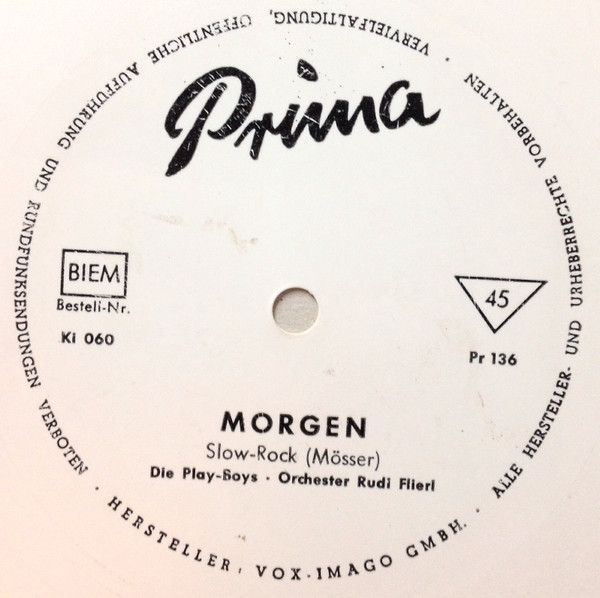 Prima
BIEM
Bestell-Nr.
Ki 060
45
Pr 136
MORGEN
Slow-Rock (Mösser)
Die Play-Boys · Orchester Rudi Flierl
· ALLE HERSTELLER- UND URHEBERRECHTE VORBEHALTEN · VERVIELFALTIGUNG, ÖFFENTLICHE AUFFÜHRUNG UND RUNDFUNKSENDUNGEN VERBOTEN · HERSTELLER, VOX-IMAGO GMBH.